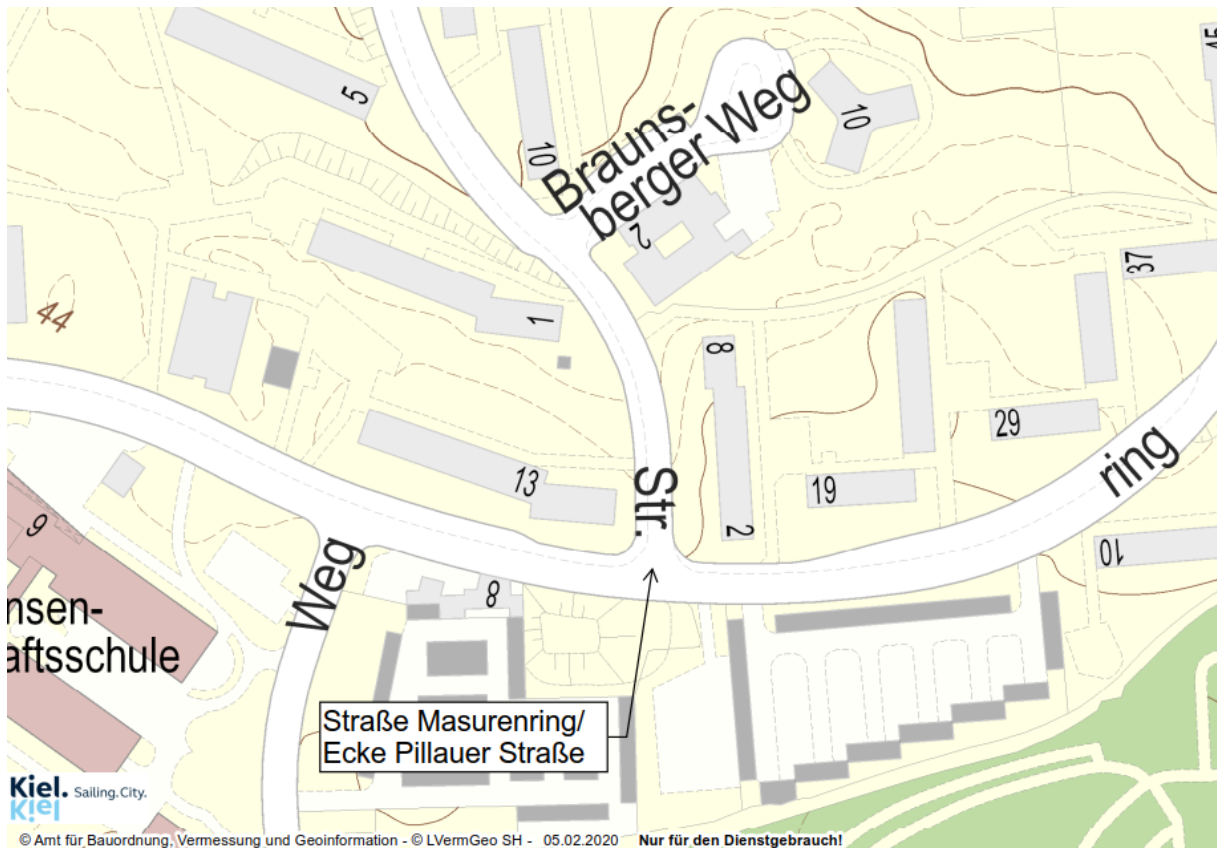 45
5
10
Brauns-
berger Weg
10
2
37
44
1
8
29
13
Str.
19
ring
2
9
10
Weg
8
nsen-
aftsschule
Straße Masurenring/
Ecke Pillauer Straße
Kiel. Sailing.City.
Kiel
© Amt für Bauordnung, Vermessung und Geoinformation - © LVermGeo SH - 05.02.2020 Nur für den Dienstgebrauch!